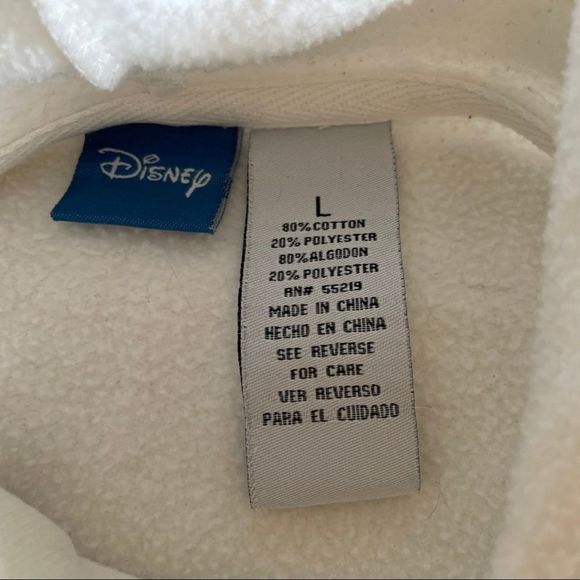 Disney
L
80% COTTON
20% POLYESTER
80% ALGODON
20% POLYESTER
RN# 55219
MADE IN CHINA
HECHO EN CHINA
SEE REVERSE
FOR CARE
VER REVERSO
PARA EL CUIDADO